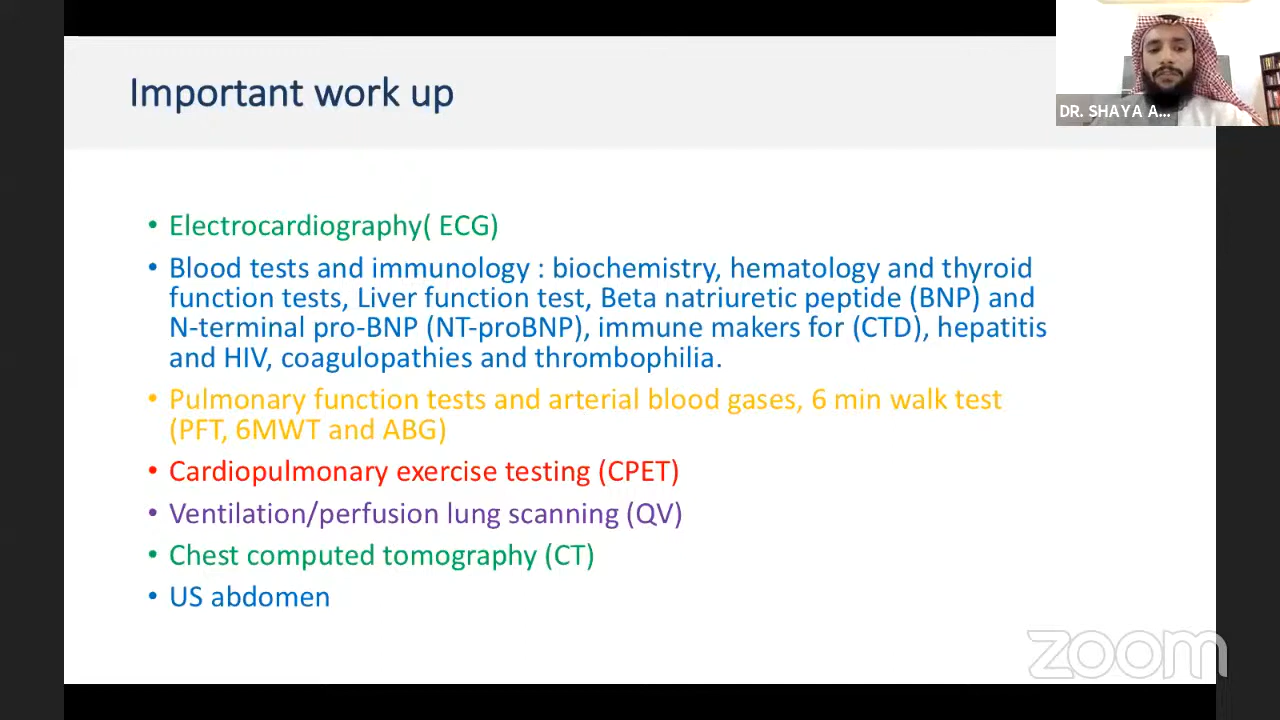 Important work up
DR. SHAYA A...
• Electrocardiography( ECG)
• Blood tests and immunology : biochemistry, hematology and thyroid
function tests, Liver function test, Beta natriuretic peptide (BNP) and
N-terminal pro-BNP (NT-proBNP), immune makers for (CTD), hepatitis
and HIV, coagulopathies and thrombophilia.
• Pulmonary function tests and arterial blood gases, 6 min walk test
(PFT, 6MWT and ABG)
• Cardiopulmonary exercise testing (CPET)
• Ventilation/perfusion lung scanning (QV)
• Chest computed tomography (CT)
• US abdomen
zoom